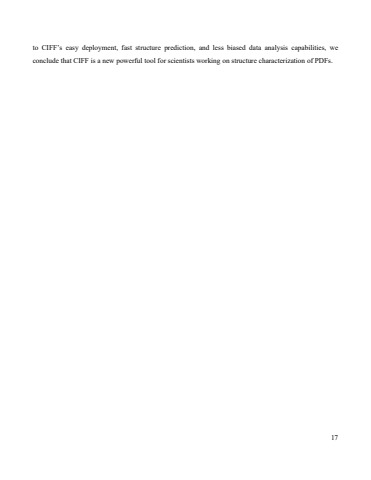 to CIFF's easy deployment, fast structure prediction, and less biased data analysis capabilities, we
conclude that CIFF is a new powerful tool for scientists working on structure characterization of PDFs.
17